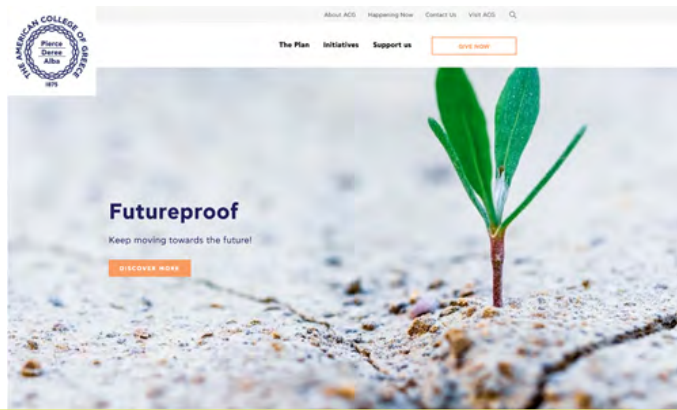 THE AMERICAN COLLEGE OF GREECE
Pierce
Deree
Alba
1875
About ACG Happening Now Contact Us Visit ACG
The Plan Initiatives Support us GIVE NOW
Futureproof
Keep moving towards the future!
DISCOVER MORE